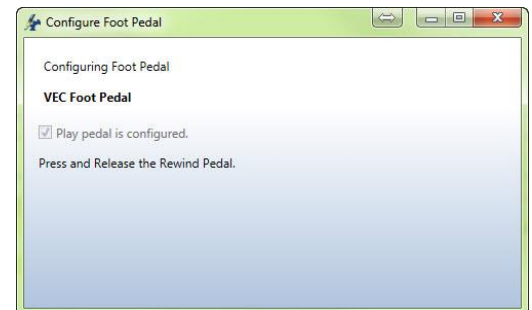 Configure Foot Pedal
Configuring Foot Pedal
VEC Foot Pedal
Play pedal is configured.
Press and Release the Rewind Pedal.